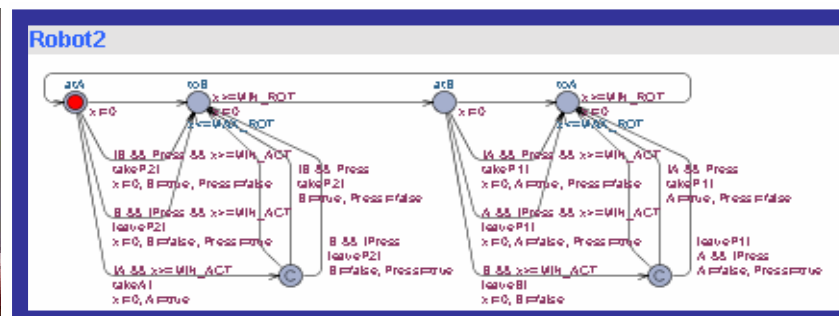 Robot2
atA
toB
atB
toA
x>=MIN_ROT
x>=MIN_ROT
x=0
x=0
x=0
x=0
x<=MAX_ROT
x<=MAX_ROT
!B && Press && x>=MIN_ACT
takeP2!
x=0, B=true, Press=false
!B && Press
takeP2!
B=true, Press=false
!A && Press && x>=MIN_ACT
takeP1!
x=0, A=true, Press=false
!A && Press
takeP1!
A=true, Press=false
B && !Press && x>=MIN_ACT
leaveP2!
x=0, B=false, Press=true
B && !Press
leaveP2!
B=false, Press=true
A && !Press && x>=MIN_ACT
leaveP1!
x=0, A=false, Press=true
leaveP1!
A && !Press
A=false, Press=true
!A && x>=MIN_ACT
takeA!
x=0, A=true
C
B && x>=MIN_ACT
leaveB!
x=0, B=false
C